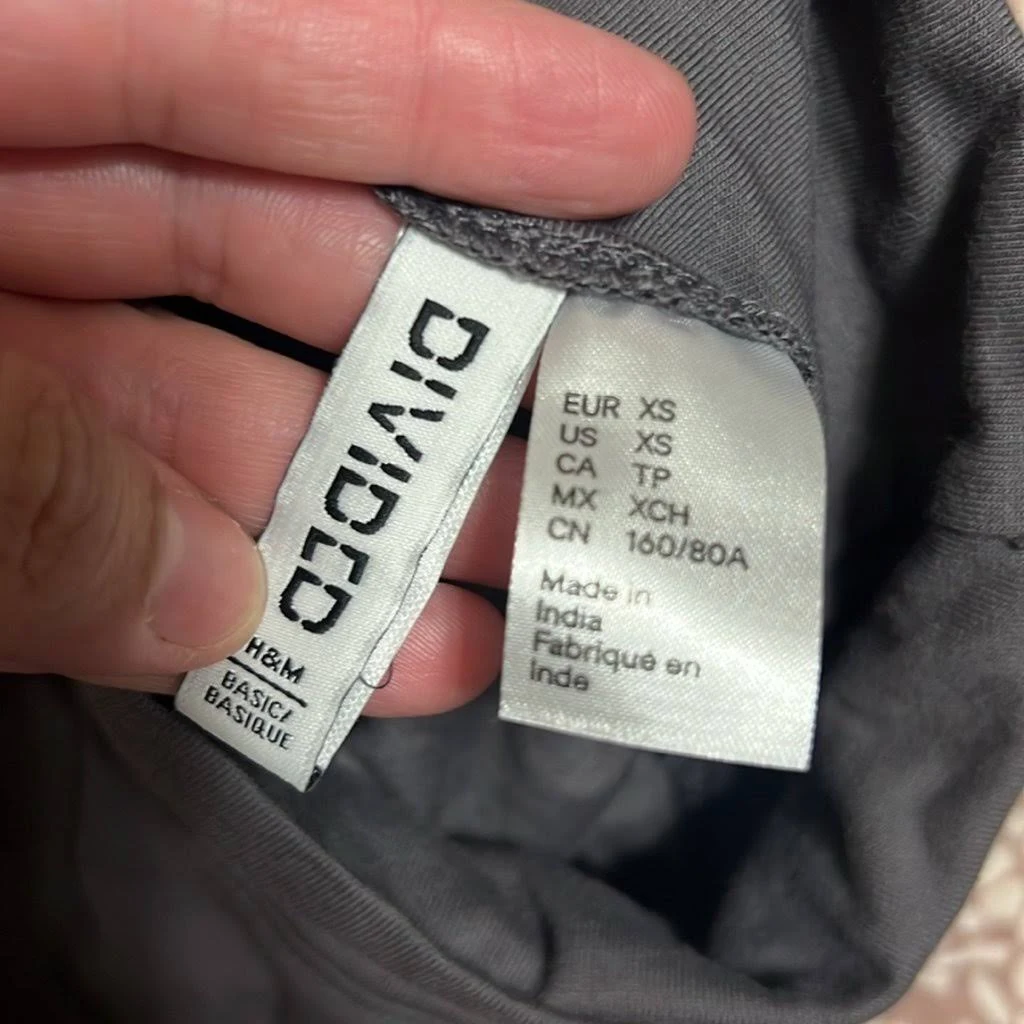 DIVIDED
H&M
BASIC/
BASIQUE
EUR XS
US XS
CA TP
MX XCH
CN 160/80A
Made in
India
Fabriqué en
Inde